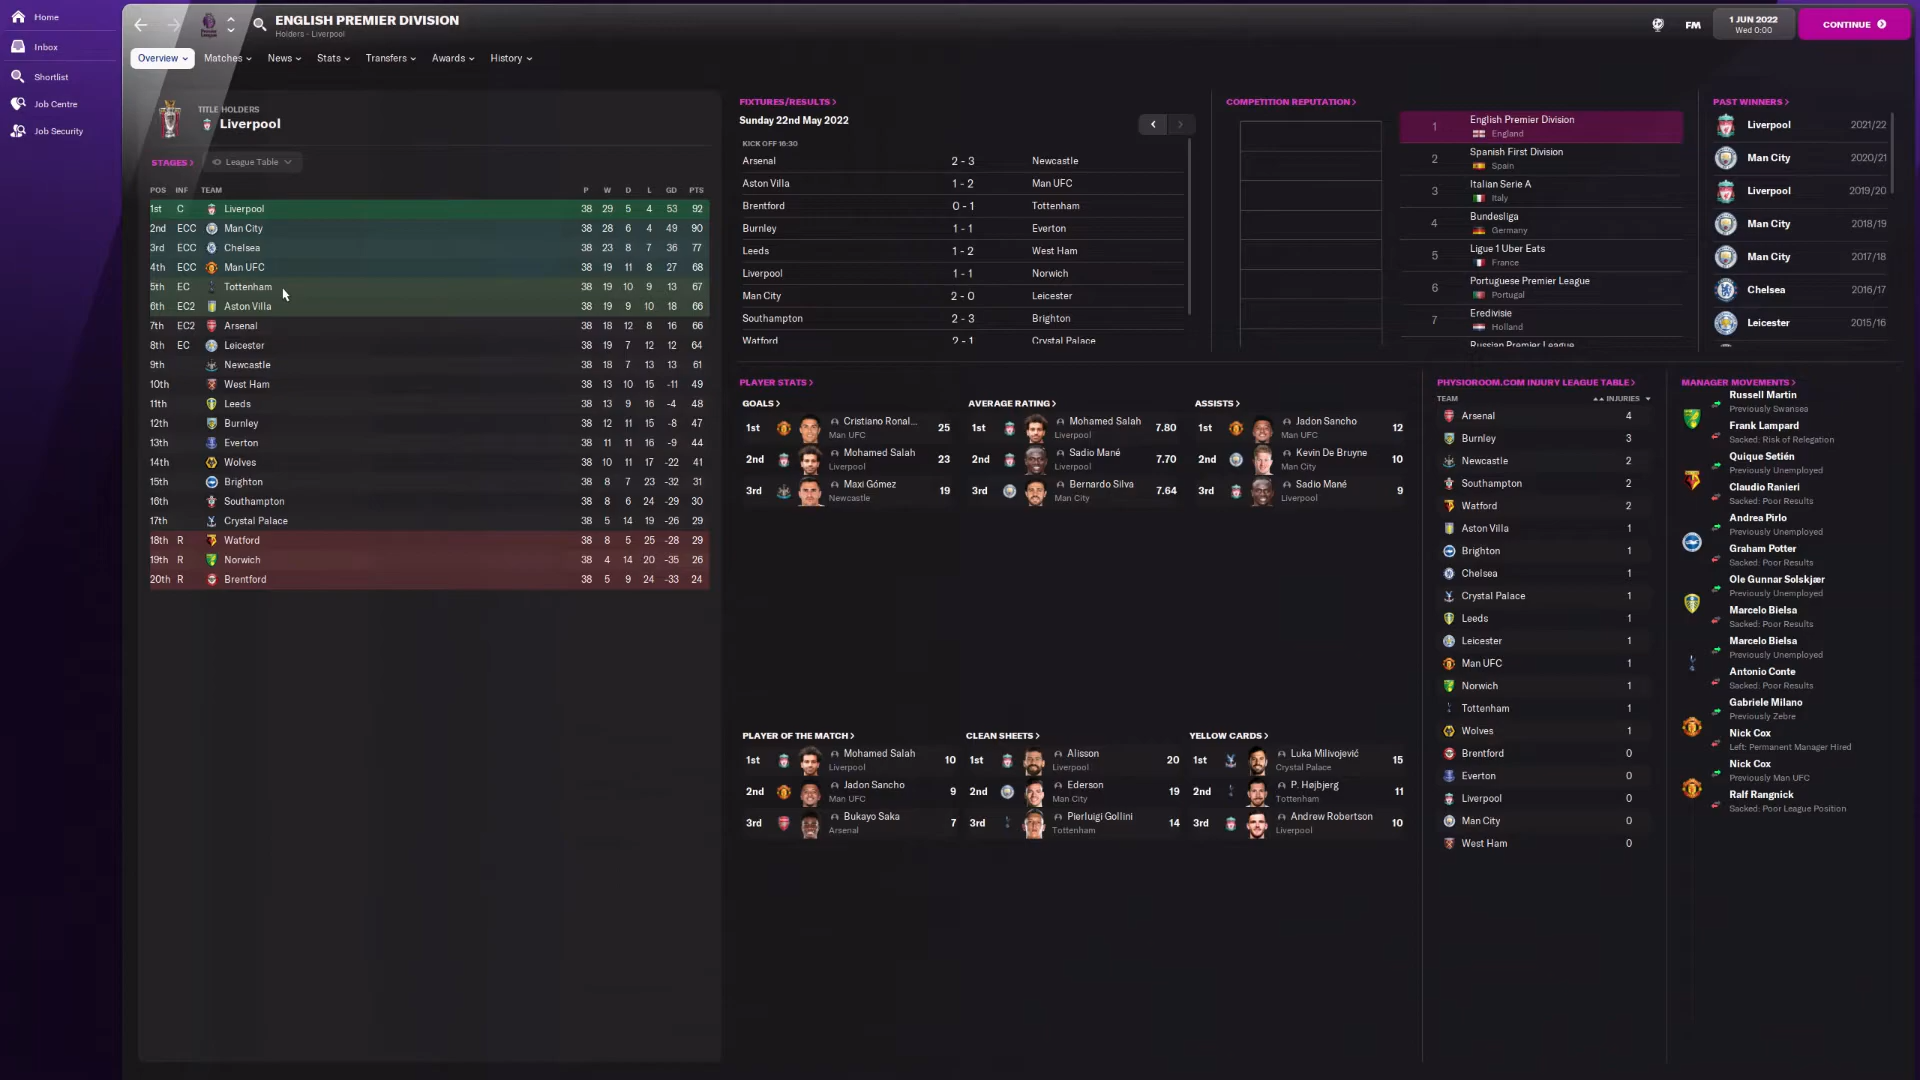 Home
Inbox
Shortlist
Job Centre
Job Security
ENGLISH PREMIER DIVISION
Holders - Liverpool
FM
1 JUN 2022
Wed 0:00
CONTINUE
Overview Matches News Stats Transfers Awards History
TITLE HOLDERS
Liverpool
STAGES > League Table
POS INF TEAM P W D L GD PTS
1st C Liverpool 38 29 5 4 53 92
2nd ECC Man City 38 28 6 4 49 90
3rd ECC Chelsea 38 23 8 7 36 77
4th ECC Man UFC 38 19 11 8 27 68
5th EC Tottenham 38 19 10 9 13 67
6th EC2 Aston Villa 38 19 9 10 18 66
7th EC2 Arsenal 38 18 12 8 16 66
8th EC Leicester 38 19 7 12 12 64
9th Newcastle 38 18 7 13 13 61
10th West Ham 38 13 10 15 -11 49
11th Leeds 38 13 9 16 -4 48
12th Burnley 38 12 11 15 -8 47
13th Everton 38 11 11 16 -9 44
14th Wolves 38 10 11 17 -22 41
15th Brighton 38 8 7 23 -32 31
16th Southampton 38 8 6 24 -29 30
17th Crystal Palace 38 5 14 19 -26 29
18th R Watford 38 8 5 25 -28 29
19th R Norwich 38 4 14 20 -35 26
20th R Brentford 38 5 9 24 -33 24
FIXTURES/RESULTS >
Sunday 22nd May 2022
KICK OFF 16:30
Arsenal 2 - 3 Newcastle
Aston Villa 1 - 2 Man UFC
Brentford 0 - 1 Tottenham
Burnley 1 - 1 Everton
Leeds 1 - 2 West Ham
Liverpool 1 - 1 Norwich
Man City 2 - 0 Leicester
Southampton 2 - 3 Brighton
Watford 2 - 1 Crystal Palace
COMPETITION REPUTATION >
1 English Premier Division
England
2 Spanish First Division
Spain
3 Italian Serie A
Italy
4 Bundesliga
Germany
5 Ligue 1 Uber Eats
France
6 Portuguese Premier League
Portugal
7 Eredivisie
Holland
Russian Premier League
PAST WINNERS >
Liverpool 2021/22
Man City 2020/21
Liverpool 2019/20
Man City 2018/19
Man City 2017/18
Chelsea 2016/17
Leicester 2015/16
PLAYER STATS >
GOALS >
1st Cristiano Ronal... 25
Man UFC
2nd Mohamed Salah 23
Liverpool
3rd Maxi Gómez 19
Newcastle
AVERAGE RATING >
1st Mohamed Salah 7.80
Liverpool
2nd Sadio Mané 7.70
Liverpool
3rd Bernardo Silva 7.64
Man City
ASSISTS >
1st Jadon Sancho 12
Man UFC
2nd Kevin De Bruyne 10
Man City
3rd Sadio Mané 9
Liverpool
PLAYER OF THE MATCH >
1st Mohamed Salah 10
Liverpool
2nd Jadon Sancho 9
Man UFC
3rd Bukayo Saka 7
Arsenal
CLEAN SHEETS >
1st Alisson 20
Liverpool
2nd Ederson 19
Man City
3rd Pierluigi Gollini 14
Tottenham
YELLOW CARDS >
1st Luka Milivojević 15
Crystal Palace
2nd P. Højbjerg 11
Tottenham
3rd Andrew Robertson 10
Liverpool
PHYSIOROOM.COM INJURY LEAGUE TABLE >
TEAM INJURIES
Arsenal 4
Burnley 3
Newcastle 2
Southampton 2
Watford 2
Aston Villa 1
Brighton 1
Chelsea 1
Crystal Palace 1
Leeds 1
Leicester 1
Man UFC 1
Norwich 1
Tottenham 1
Wolves 1
Brentford 0
Everton 0
Liverpool 0
Man City 0
West Ham 0
MANAGER MOVEMENTS >
Russell Martin
Previously Swansea
Frank Lampard
Sacked: Risk of Relegation
Quique Setién
Previously Unemployed
Claudio Ranieri
Sacked: Poor Results
Andrea Pirlo
Previously Unemployed
Graham Potter
Sacked: Poor Results
Ole Gunnar Solskjær
Previously Unemployed
Marcelo Bielsa
Sacked: Poor Results
Marcelo Bielsa
Previously Unemployed
Antonio Conte
Sacked: Poor Results
Gabriele Milano
Previously Zebre
Nick Cox
Left: Permanent Manager Hired
Nick Cox
Previously Man UFC
Ralf Rangnick
Sacked: Poor League Position